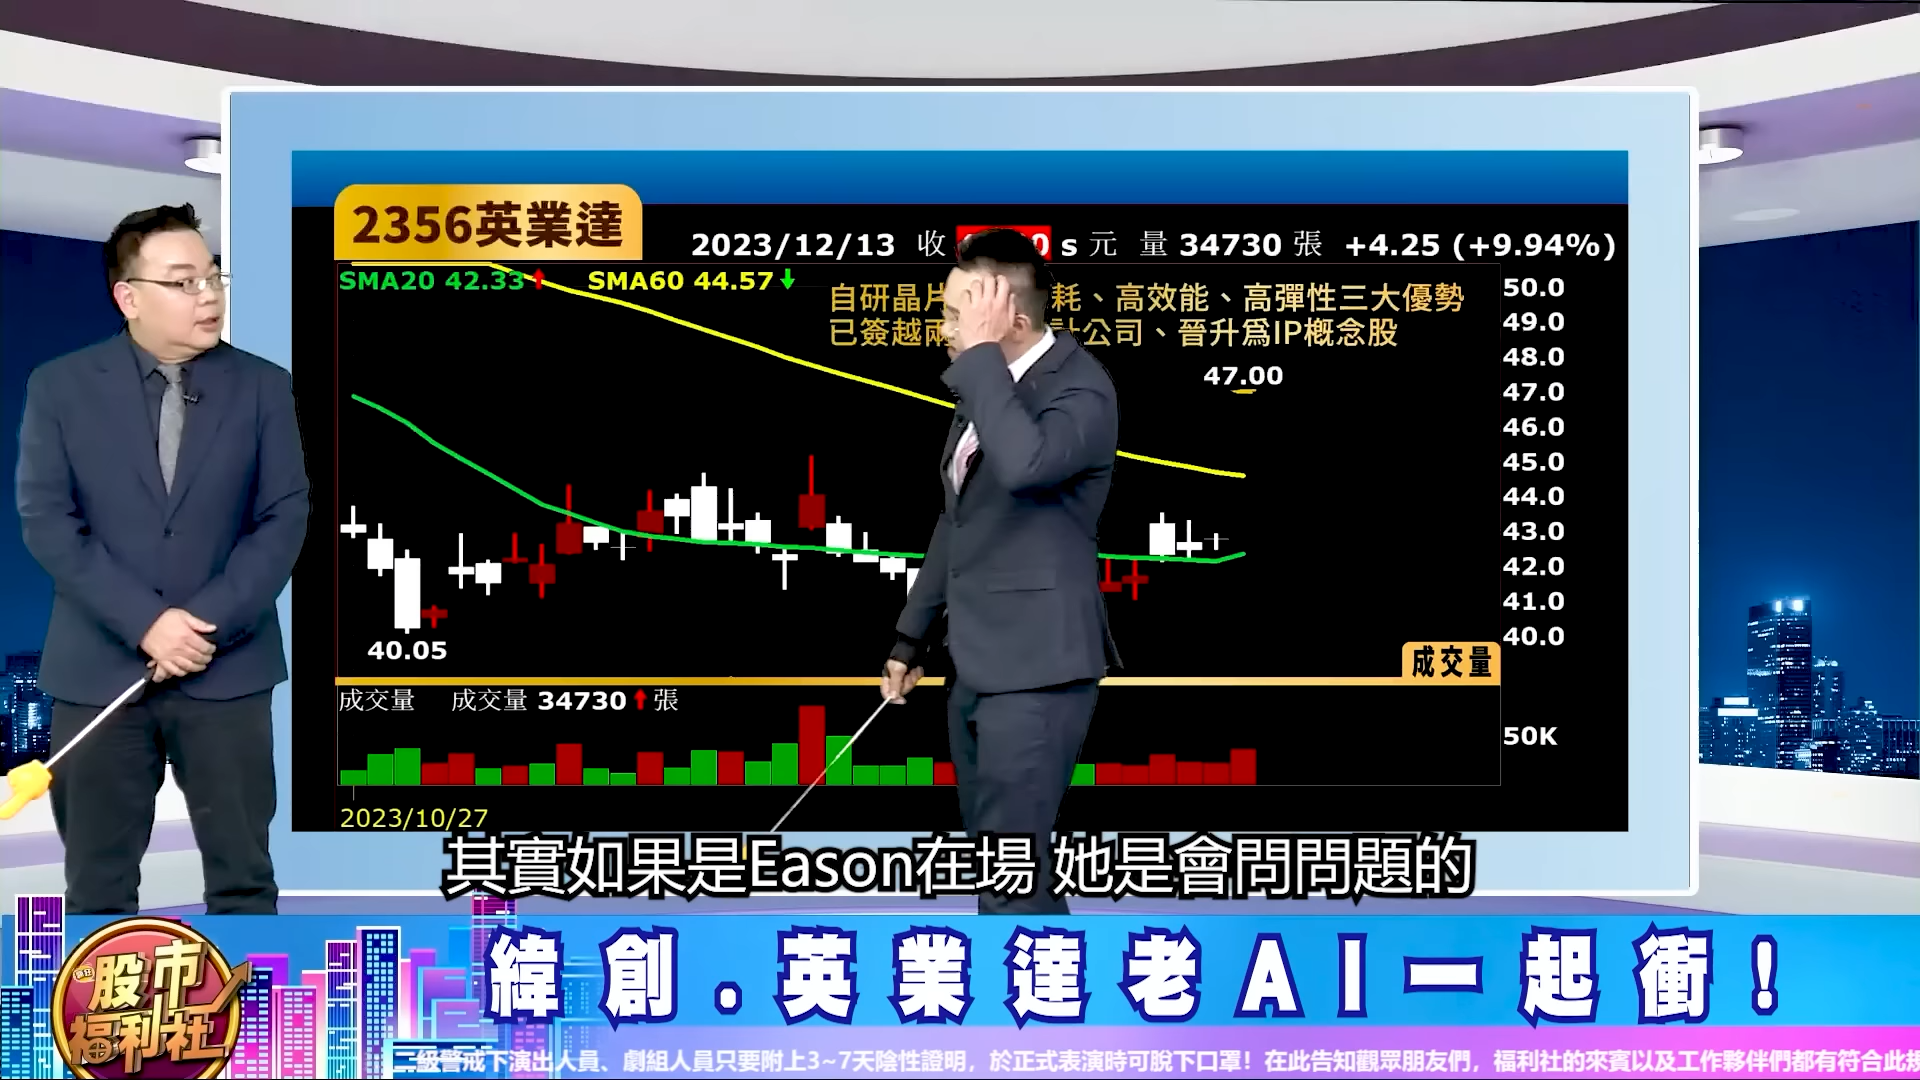 2356英業達
2023/12/13 收 0 s 元 量 34730 張 +4.25 (+9.94%)
SMA20 42.33 SMA60 44.57
自研晶片 耗、高效能、高彈性三大優勢
已簽越 計公司、晉升為IP概念股
47.00
50.0
49.0
48.0
47.0
46.0
45.0
44.0
43.0
42.0
41.0
40.0
40.05
成交量
成交量 成交量 34730 張
50K
2023/10/27
其實如果是Eason在場 她是會問問題的
緯創.英業達老AI一起衝!
股市
福利社
二級警戒下演出人員、劇組人員只要附上3~7天陰性證明，於正式表演時可脫下口罩！在此告知觀眾朋友們，福利社的來賓以及工作夥伴們都有符合此規